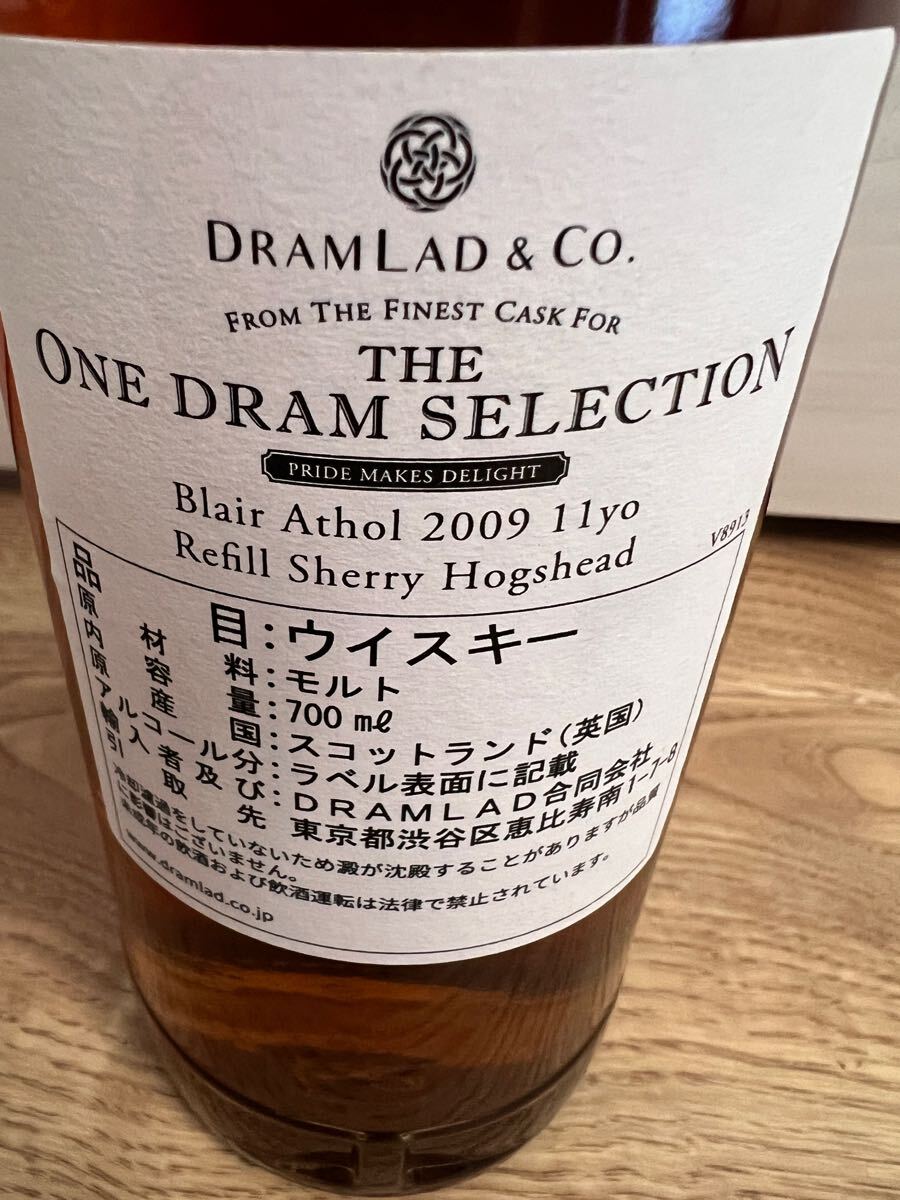 DRAMLAD & CO.
FROM THE FINEST CASK FOR
THE
ONE DRAM SELECTION
PRIDE MAKES DELIGHT
Blair Athol 2009 11yo
Refill Sherry Hogshead
V8913
品目:ウイスキー
原材料:モルト
内容量:700㎖
原産国:スコットランド(英国)
アルコール分:ラベル表面に記載
輸入者及び:DRAMLAD合同会社
引取先 東京都渋谷区恵比寿南1-7-8
冷却濾過をしていないため澱が沈殿することがありますが品質
に影響はございません。
未成年の飲酒および飲酒運転は法律で禁止されています。
www.dramlad.co.jp